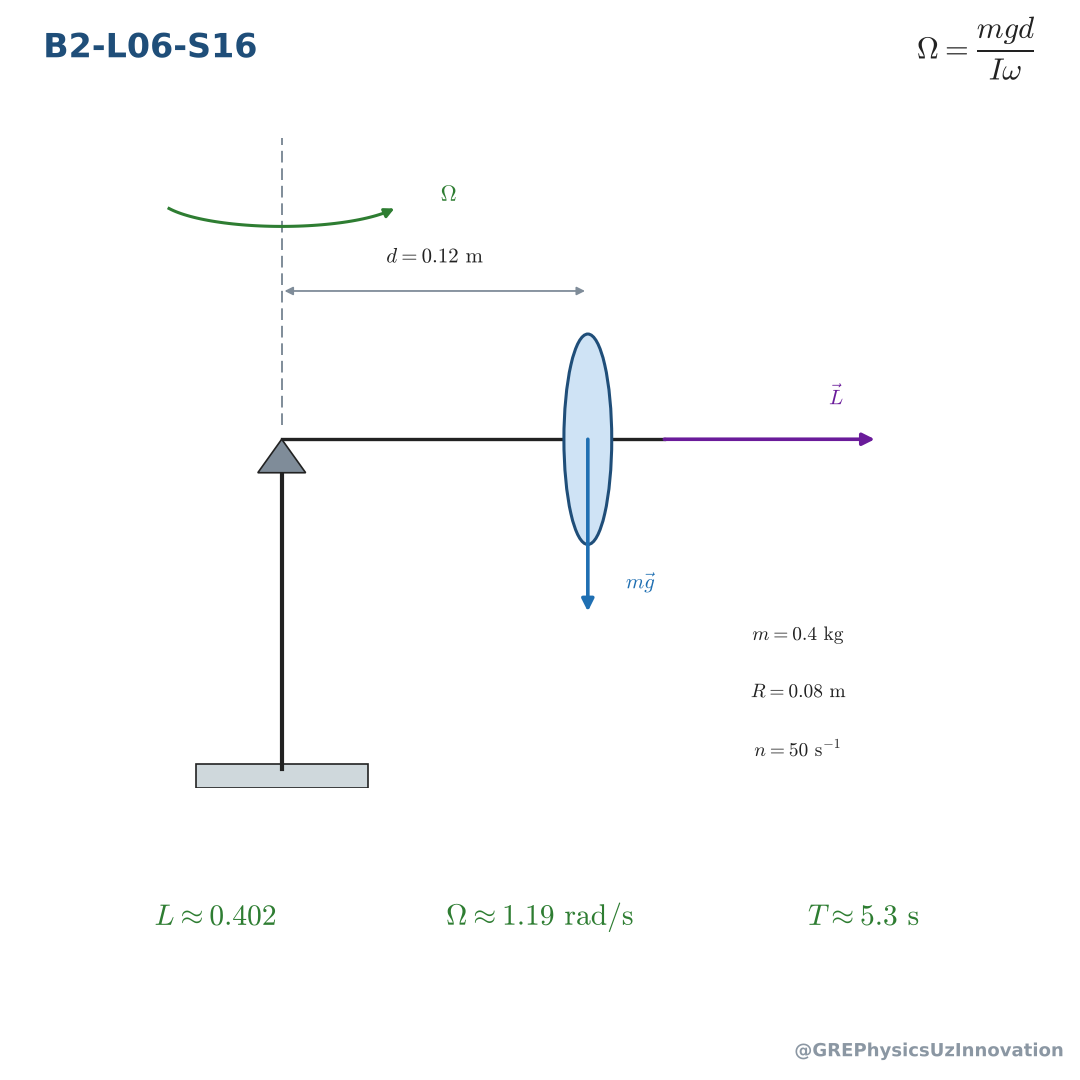 B2-L06-S16
Ω = mgd / Iω
Ω
d = 0.12 m
L⃗
mg⃗
m = 0.4 kg
R = 0.08 m
n = 50 s⁻¹
L ≈ 0.402
Ω ≈ 1.19 rad/s
T ≈ 5.3 s
@GREPhysicsUzInnovation